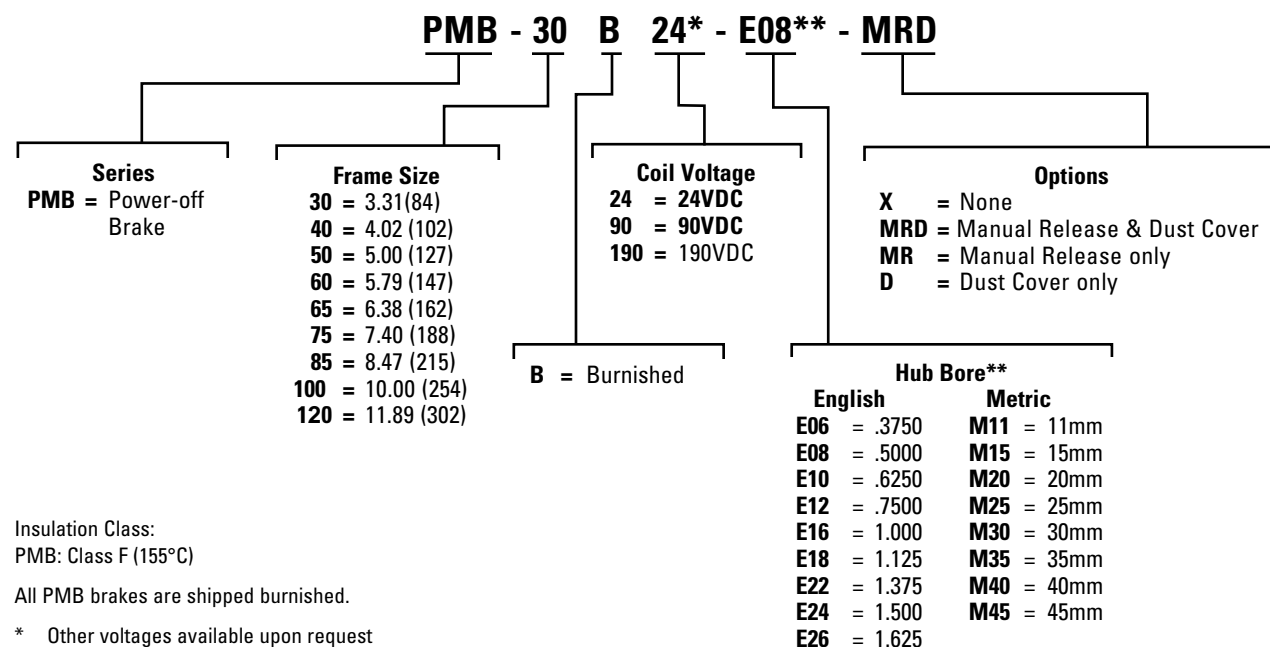 PMB - 30 B 24* - E08** - MRD
Series
PMB = Power-off
Brake
Frame Size
30 = 3.31(84)
40 = 4.02 (102)
50 = 5.00 (127)
60 = 5.79 (147)
65 = 6.38 (162)
75 = 7.40 (188)
85 = 8.47 (215)
100 = 10.00 (254)
120 = 11.89 (302)
B = Burnished
Coil Voltage
24 = 24VDC
90 = 90VDC
190 = 190VDC
Hub Bore**
English Metric
E06 = .3750 M11 = 11mm
E08 = .5000 M15 = 15mm
E10 = .6250 M20 = 20mm
E12 = .7500 M25 = 25mm
E16 = 1.000 M30 = 30mm
E18 = 1.125 M35 = 35mm
E22 = 1.375 M40 = 40mm
E24 = 1.500 M45 = 45mm
E26 = 1.625
Options
X = None
MRD = Manual Release & Dust Cover
MR = Manual Release only
D = Dust Cover only
Insulation Class:
PMB: Class F (155°C)
All PMB brakes are shipped burnished.
* Other voltages available upon request